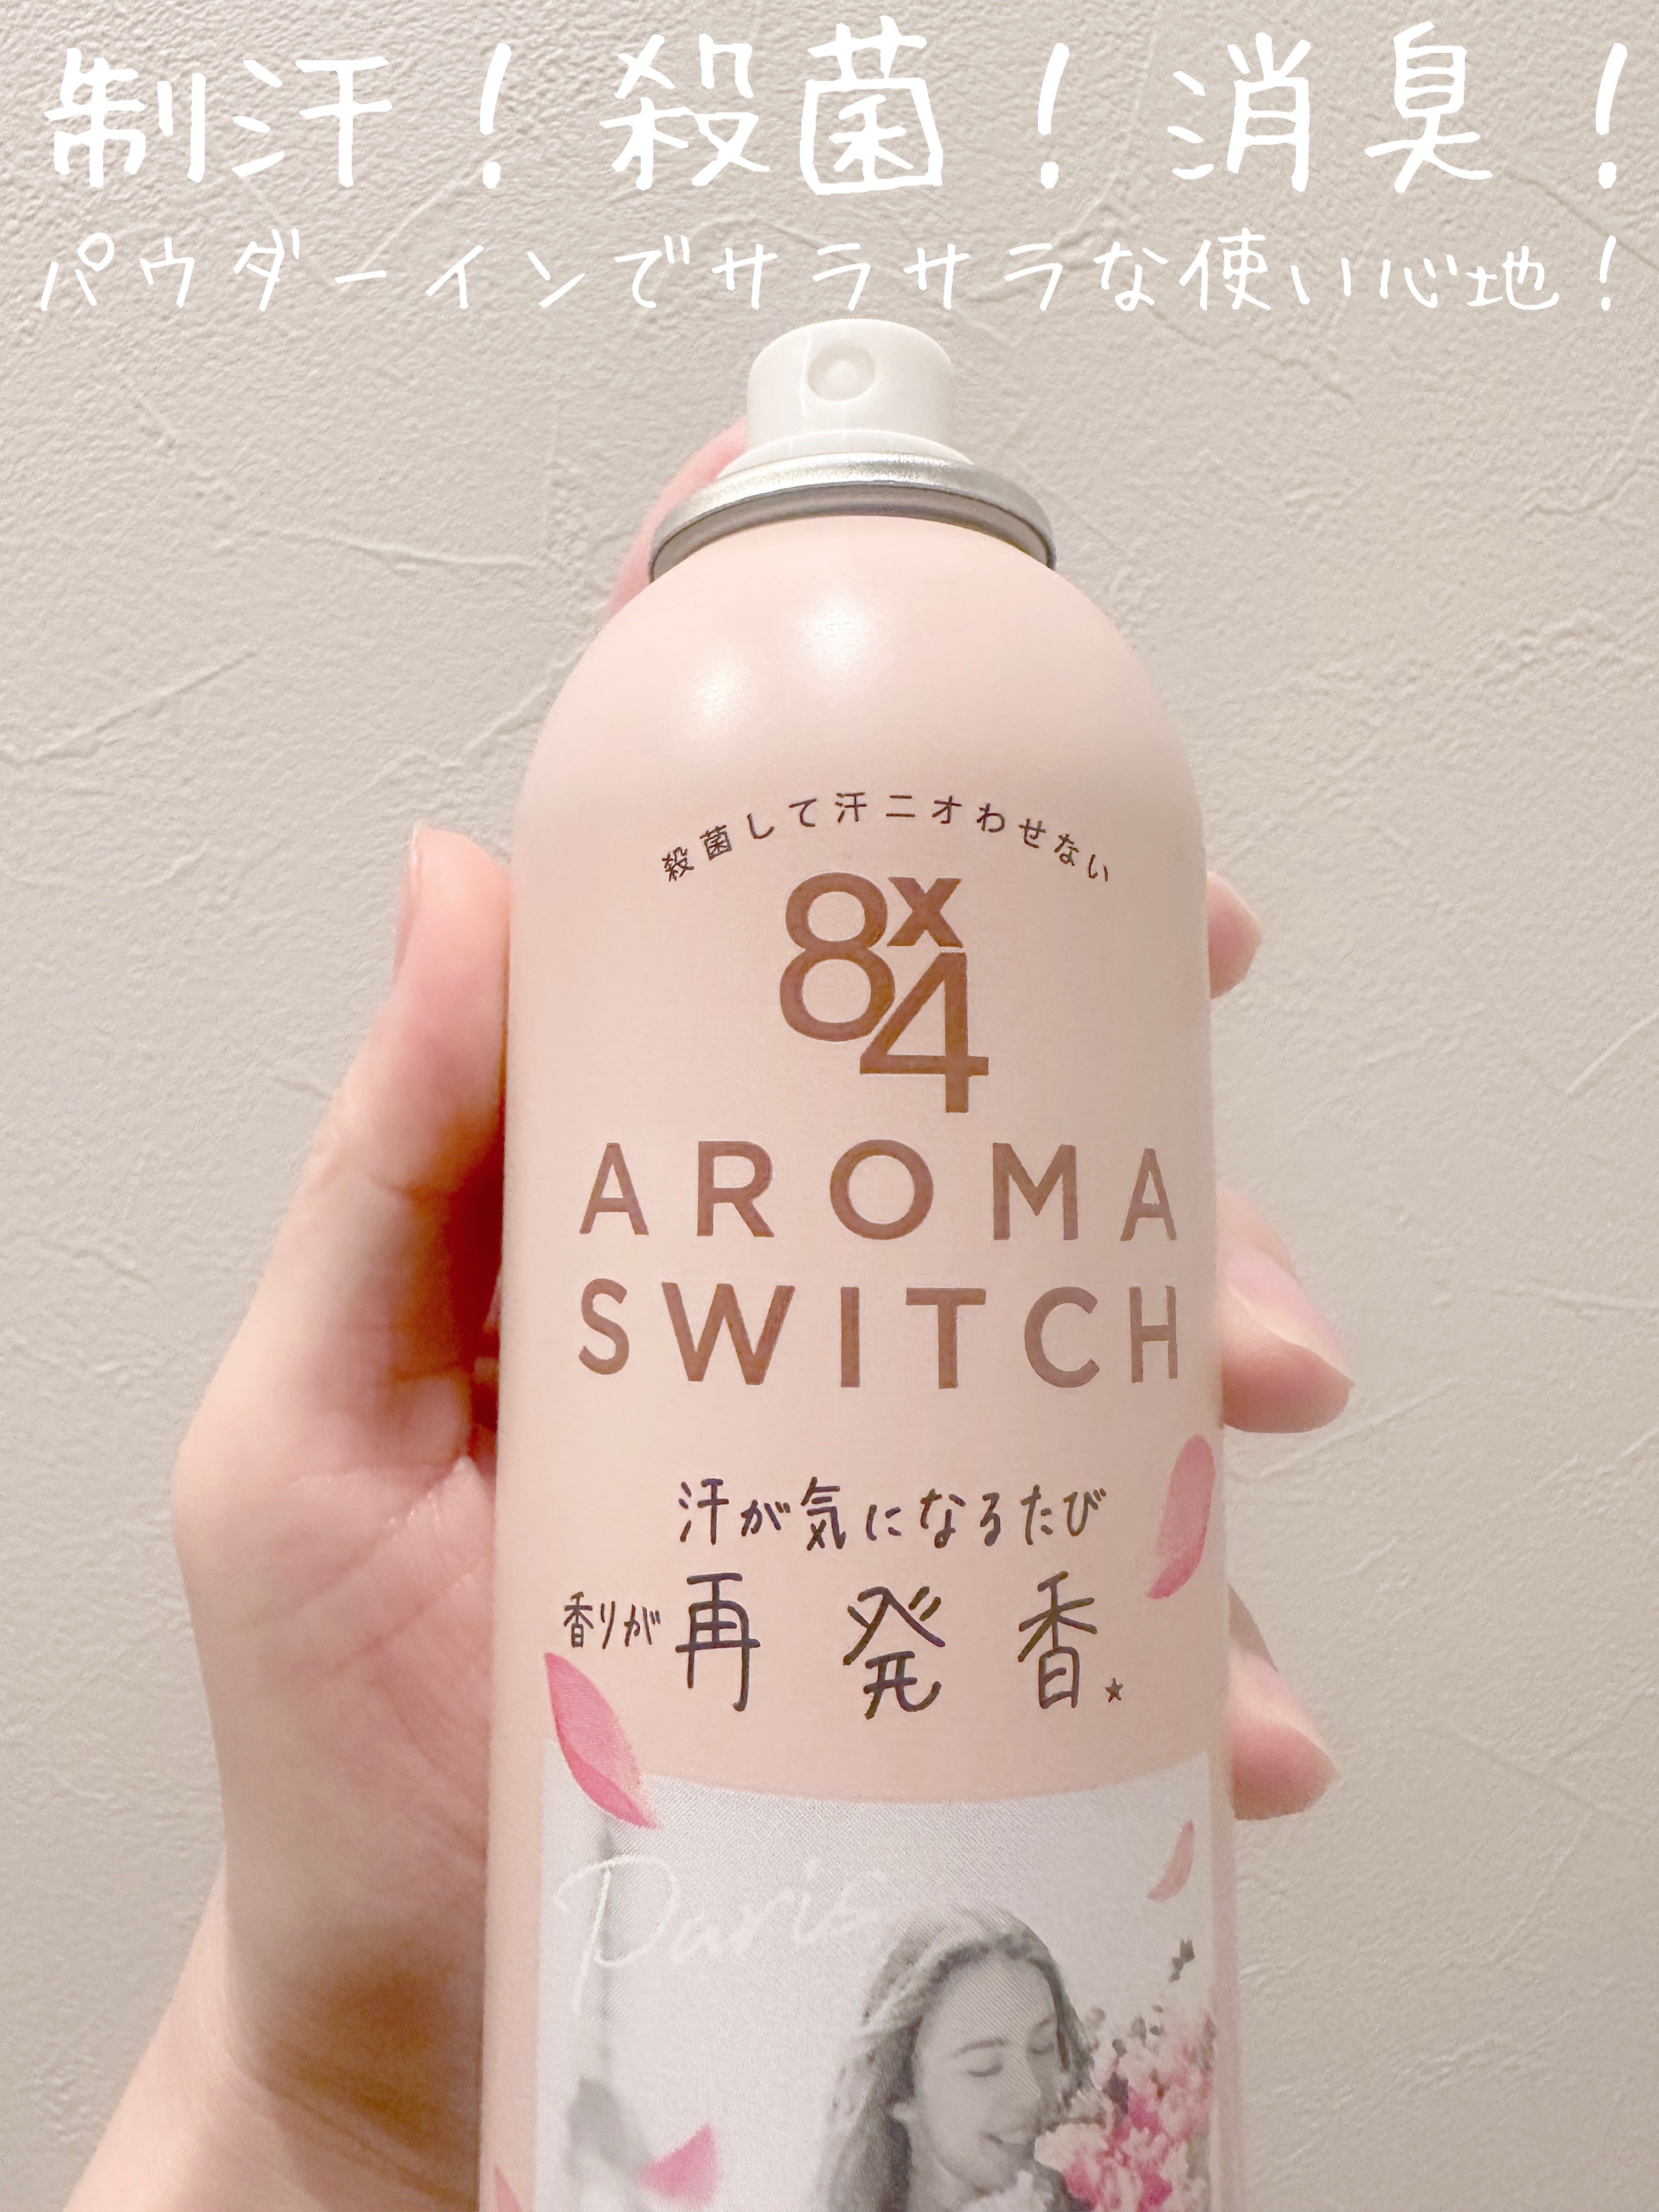 制汗！殺菌！消臭！
パウダーインでサラサラな使い心地！
殺菌して汗ニオわせない
8x4
AROMA
SWITCH
汗が気になるたび
香りが再発香★
Paris